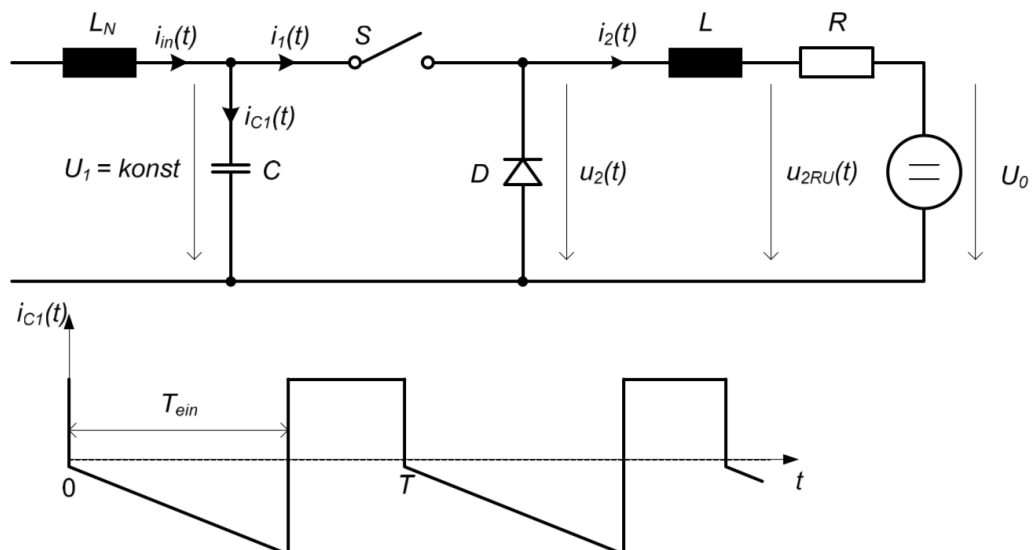 L_N i_in(t) i_1(t) S i_2(t) L R
i_C1(t)
U_1 = konst C D u_2(t) u_2RU(t) U_0
i_C1(t)
T_ein
0 T t